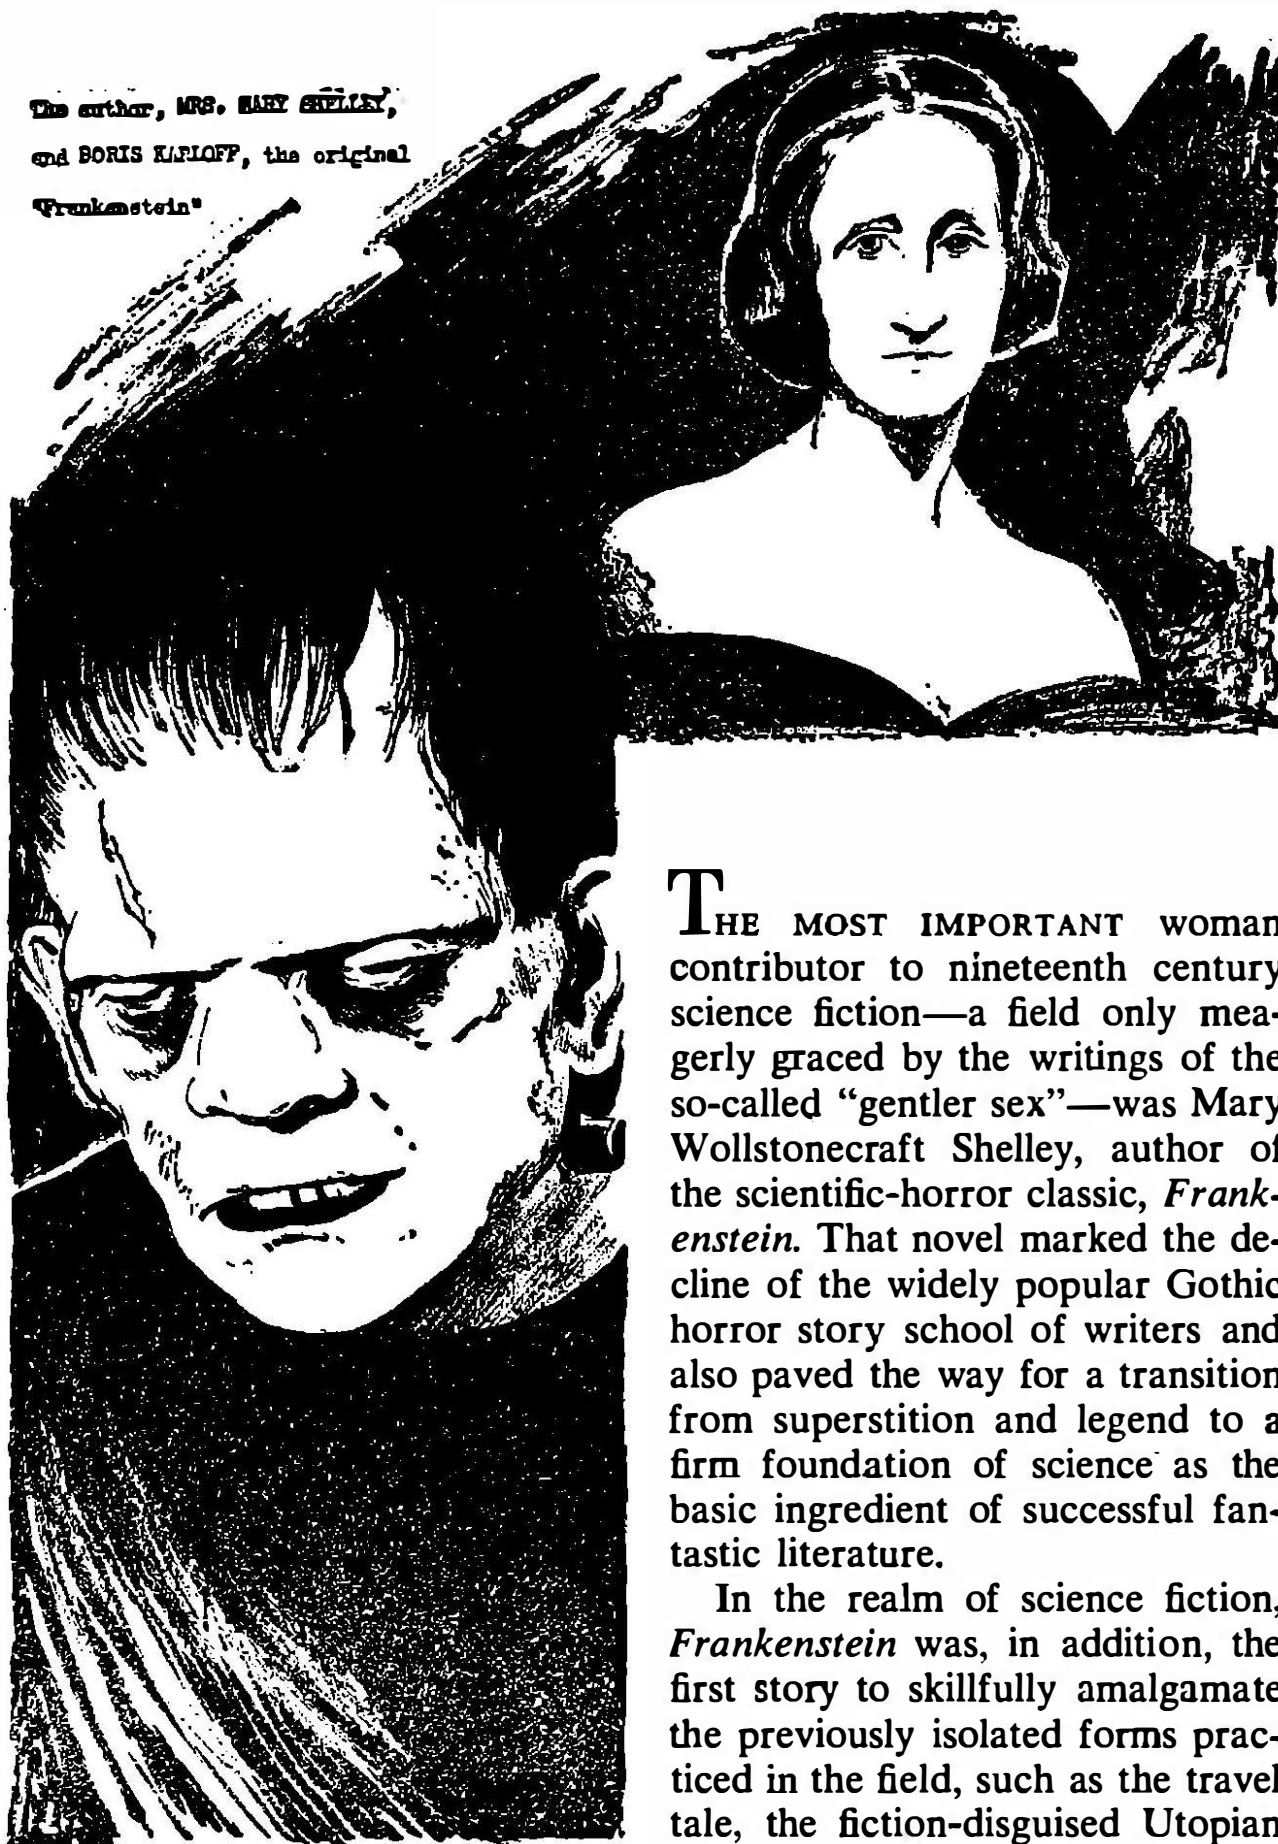 The author, MRS. MARY SHELLEY,
and BORIS KARLOFF, the original
"Frankenstein"
THE MOST IMPORTANT woman
contributor to nineteenth century
science fiction—a field only mea-
gerly graced by the writings of the
so-called “gentler sex”—was Mary
Wollstonecraft Shelley, author of
the scientific-horror classic, Frank-
enstein. That novel marked the de-
cline of the widely popular Gothic
horror story school of writers and
also paved the way for a transition
from superstition and legend to a
firm foundation of science as the
basic ingredient of successful fan-
tastic literature.
In the realm of science fiction,
Frankenstein was, in addition, the
first story to skillfully amalgamate
the previously isolated forms prac-
ticed in the field, such as the travel
tale, the fiction-disguised Utopian